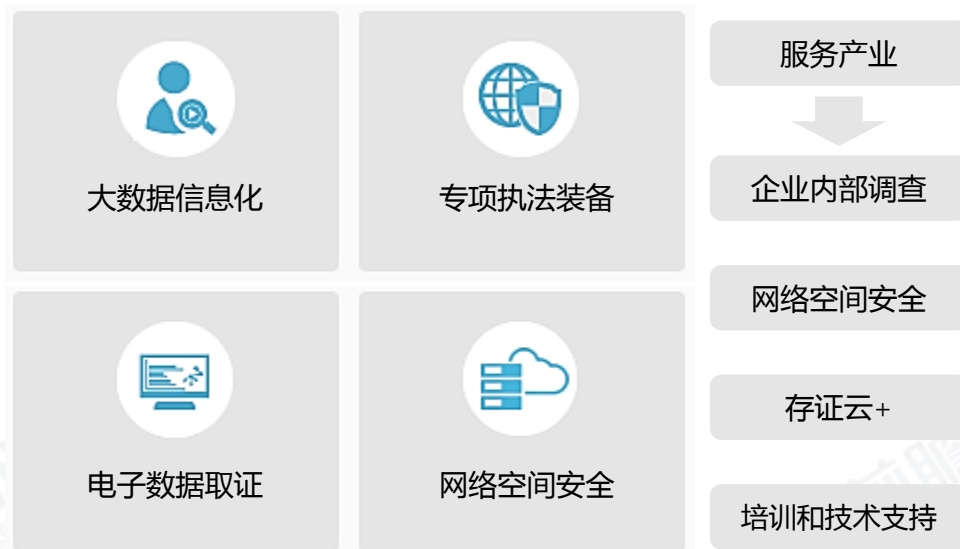 大数据信息化
专项执法装备
电子数据取证
网络空间安全
服务产业
企业内部调查
网络空间安全
存证云+
培训和技术支持